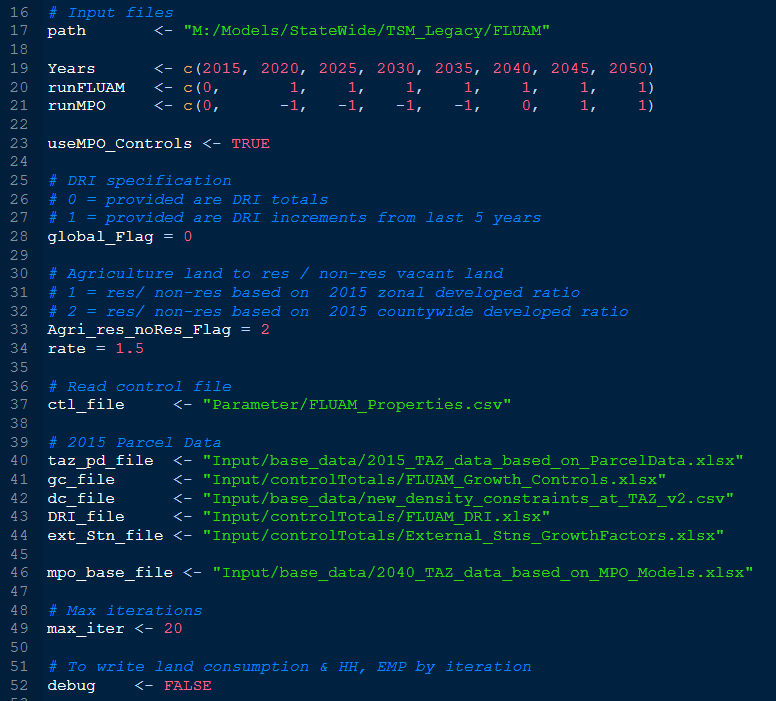 16 # Input files
17 path <- "M:/Models/StateWide/TSM_Legacy/FLUAM"
18
19 Years <- c(2015, 2020, 2025, 2030, 2035, 2040, 2045, 2050)
20 runFLUAM <- c(0, 1, 1, 1, 1, 1, 1, 1)
21 runMPO <- c(0, -1, -1, -1, -1, 0, 1, 1)
22
23 useMPO_Controls <- TRUE
24
25 # DRI specification
26 # 0 = provided are DRI totals
27 # 1 = provided are DRI increments from last 5 years
28 global_Flag = 0
29
30 # Agriculture land to res / non-res vacant land
31 # 1 = res/ non-res based on  2015 zonal developed ratio
32 # 2 = res/ non-res based on  2015 countywide developed ratio
33 Agri_res_noRes_Flag = 2
34 rate = 1.5
35
36 # Read control file
37 ctl_file <- "Parameter/FLUAM_Properties.csv"
38
39 # 2015 Parcel Data
40 taz_pd_file <- "Input/base_data/2015_TAZ_data_based_on_ParcelData.xlsx"
41 gc_file <- "Input/controlTotals/FLUAM_Growth_Controls.xlsx"
42 dc_file <- "Input/base_data/new_density_constraints_at_TAZ_v2.csv"
43 DRI_file <- "Input/controlTotals/FLUAM_DRI.xlsx"
44 ext_Stn_file <- "Input/controlTotals/External_Stns_GrowthFactors.xlsx"
45
46 mpo_base_file <- "Input/base_data/2040_TAZ_data_based_on_MPO_Models.xlsx"
47
48 # Max iterations
49 max_iter <- 20
50
51 # To write land consumption & HH, EMP by iteration
52 debug <- FALSE